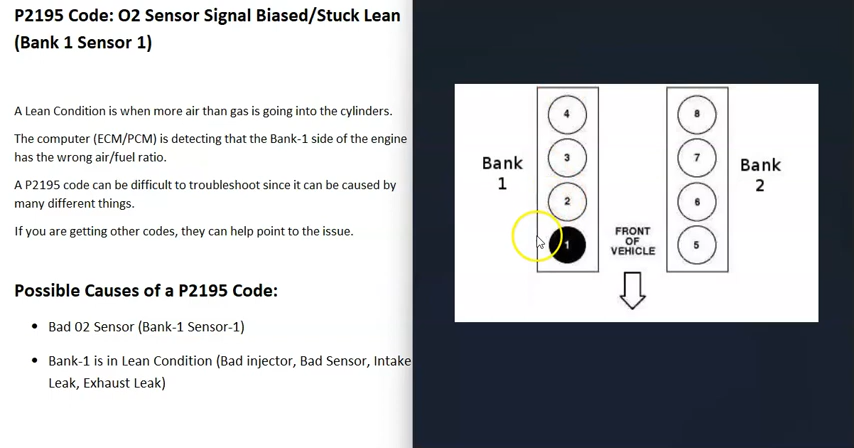 P2195 Code: O2 Sensor Signal Biased/Stuck Lean
(Bank 1 Sensor 1)
A Lean Condition is when more air than gas is going into the cylinders.
The computer (ECM/PCM) is detecting that the Bank-1 side of the engine
has the wrong air/fuel ratio.
A P2195 code can be difficult to troubleshoot since it can be caused by
many different things.
If you are getting other codes, they can help point to the issue.
Possible Causes of a P2195 Code:
• Bad 02 Sensor (Bank-1 Sensor-1)
• Bank-1 is in Lean Condition (Bad injector, Bad Sensor, Intake
Leak, Exhaust Leak)
Bank
1
4
3
2
1
FRONT
OF
VEHICLE
8
7
6
5
Bank
2